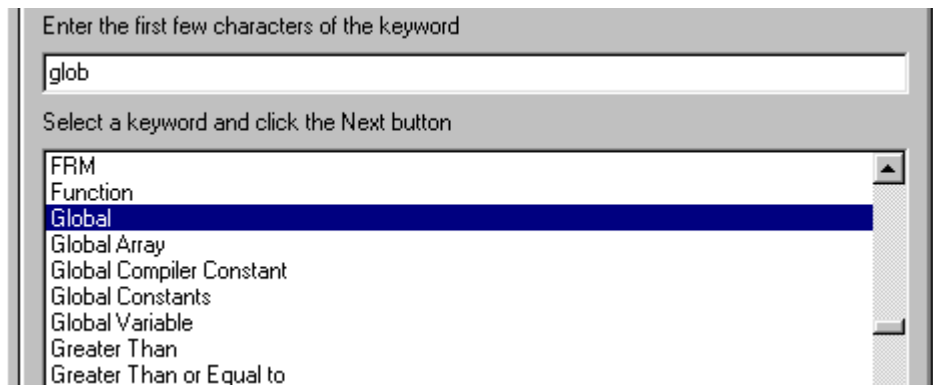 Enter the first few characters of the keyword
glob
Select a keyword and click the Next button
FRM
Function
Global
Global Array
Global Compiler Constant
Global Constants
Global Variable
Greater Than
Greater Than or Equal to